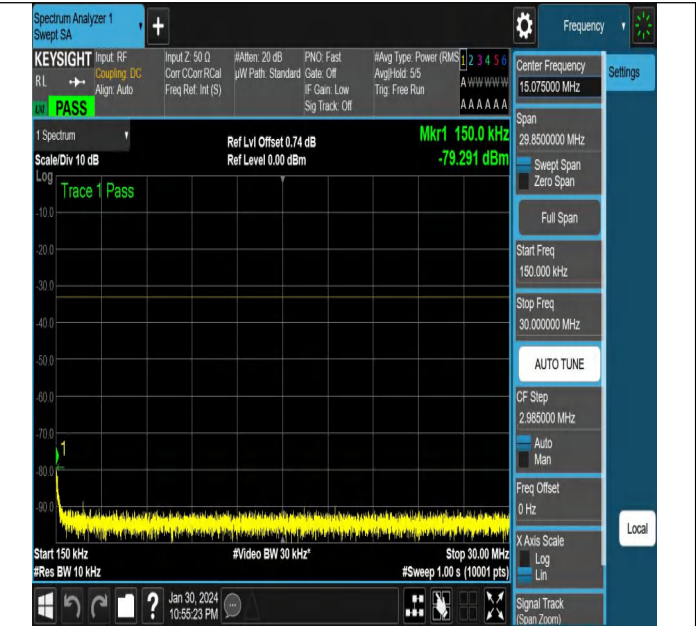 Spectrum Analyzer 1
Swept SA
+
Frequency
KEYSIGHT
RL
Input: RF
Coupling: DC
Align: Auto
Input Z: 50 Ω
Corr CCorr RCal
Freq Ref: Int (S)
#Atten: 20 dB
µW Path: Standard
PNO: Fast
Gate: Off
IF Gain: Low
Sig Track: Off
#Avg Type: Power (RMS
Avg|Hold: 5/5
Trig: Free Run
1 2 3 4 5 6
A W W W W W
A A A A A A
LXI PASS
1 Spectrum
Scale/Div 10 dB
Ref Lvl Offset 0.74 dB
Ref Level 0.00 dBm
Mkr1 150.0 kHz
-79.291 dBm
Log
Trace 1 Pass
-10.0
-20.0
-30.0
-40.0
-50.0
-60.0
-70.0
1
-80.0
-90.0
Start 150 kHz
#Video BW 30 kHz*
Stop 30.00 MHz
#Res BW 10 kHz
#Sweep 1.00 s (10001 pts)
?
Jan 30, 2024
10:55:23 PM
Center Frequency
15.075000 MHz
Settings
Span
29.8500000 MHz
Swept Span
Zero Span
Full Span
Start Freq
150.000 kHz
Stop Freq
30.000000 MHz
AUTO TUNE
CF Step
2.985000 MHz
Auto
Man
Freq Offset
0 Hz
Local
X Axis Scale
Log
Lin
Signal Track
(Span Zoom)